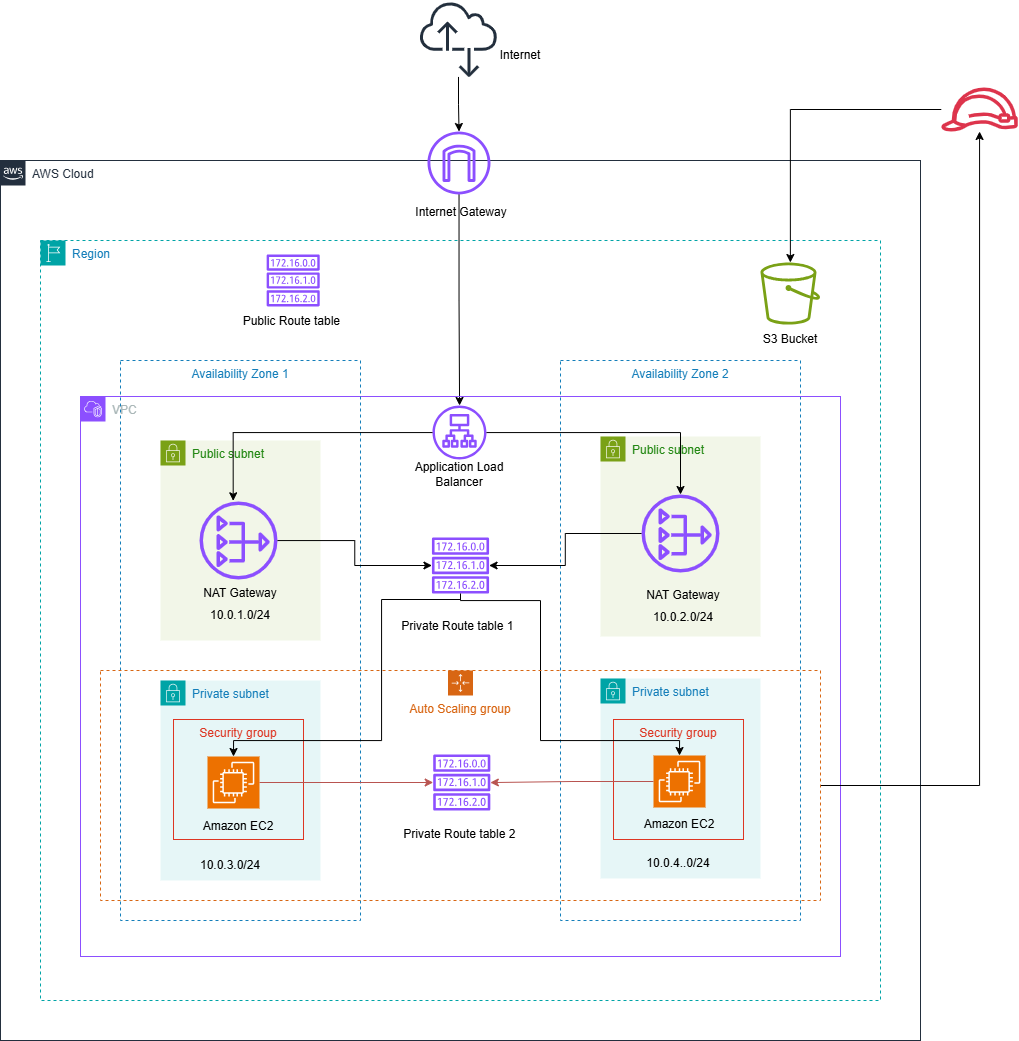 Internet
aws
AWS Cloud
Internet Gateway
Region
172.16.0.0
172.16.1.0
172.16.2.0
Public Route table
S3 Bucket
Availability Zone 1
Availability Zone 2
VPC
Public subnet
Application Load
Balancer
Public subnet
NAT Gateway
10.0.1.0/24
172.16.0.0
172.16.1.0
172.16.2.0
Private Route table 1
NAT Gateway
10.0.2.0/24
Private subnet
Auto Scaling group
Private subnet
Security group
Amazon EC2
10.0.3.0/24
172.16.0.0
172.16.1.0
172.16.2.0
Private Route table 2
Security group
Amazon EC2
10.0.4..0/24